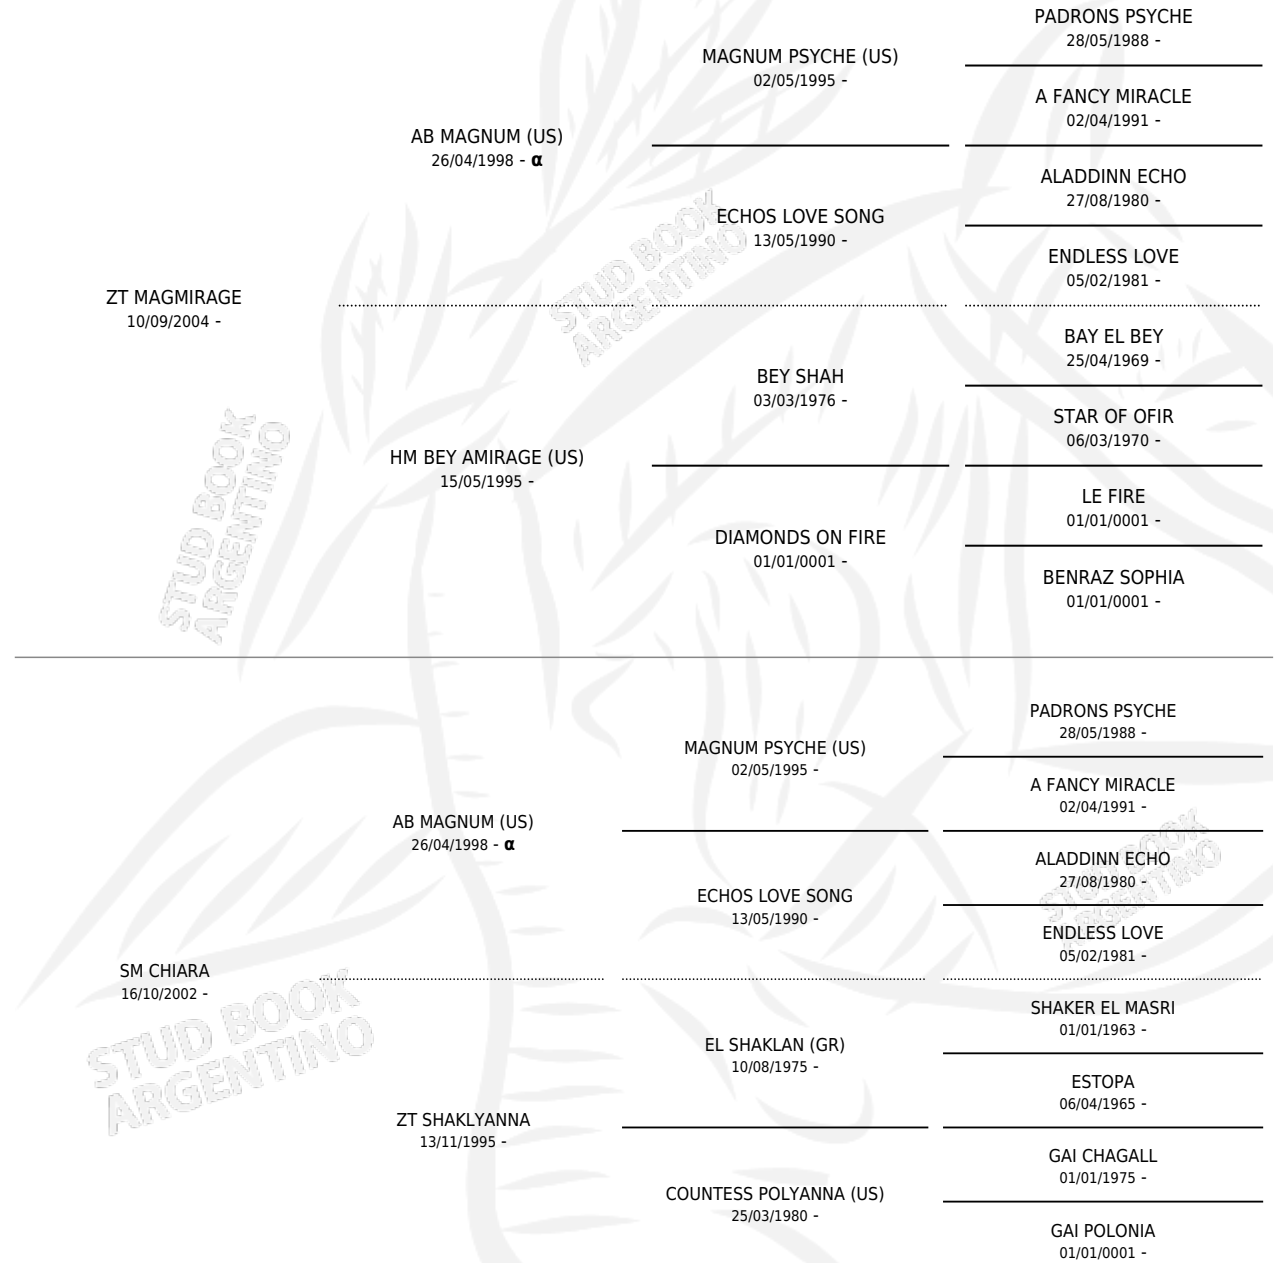 PADRONS PSYCHE
28/05/1988 -
MAGNUM PSYCHE (US)
02/05/1995 -
A FANCY MIRACLE
02/04/1991 -
AB MAGNUM (US)
26/04/1998 - α
ALADDINN ECHO
27/08/1980 -
ECHOS LOVE SONG
13/05/1990 -
ENDLESS LOVE
05/02/1981 -
ZT MAGMIRAGE
10/09/2004 -
BAY EL BEY
25/04/1969 -
BEY SHAH
03/03/1976 -
STAR OF OFIR
06/03/1970 -
HM BEY AMIRAGE (US)
15/05/1995 -
LE FIRE
01/01/0001 -
DIAMONDS ON FIRE
01/01/0001 -
BENRAZ SOPHIA
01/01/0001 -
STUD BOOK
ARGENTINO
STUD BOOK
ARGENTINO
PADRONS PSYCHE
28/05/1988 -
MAGNUM PSYCHE (US)
02/05/1995 -
A FANCY MIRACLE
02/04/1991 -
AB MAGNUM (US)
26/04/1998 - α
ALADDINN ECHO
27/08/1980 -
ECHOS LOVE SONG
13/05/1990 -
ENDLESS LOVE
05/02/1981 -
SM CHIARA
16/10/2002 -
SHAKER EL MASRI
01/01/1963 -
EL SHAKLAN (GR)
10/08/1975 -
ESTOPA
06/04/1965 -
ZT SHAKLYANNA
13/11/1995 -
GAI CHAGALL
01/01/1975 -
COUNTESS POLYANNA (US)
25/03/1980 -
GAI POLONIA
01/01/0001 -
STUD BOOK
ARGENTINO
STUD BOOK
ARGENTINO